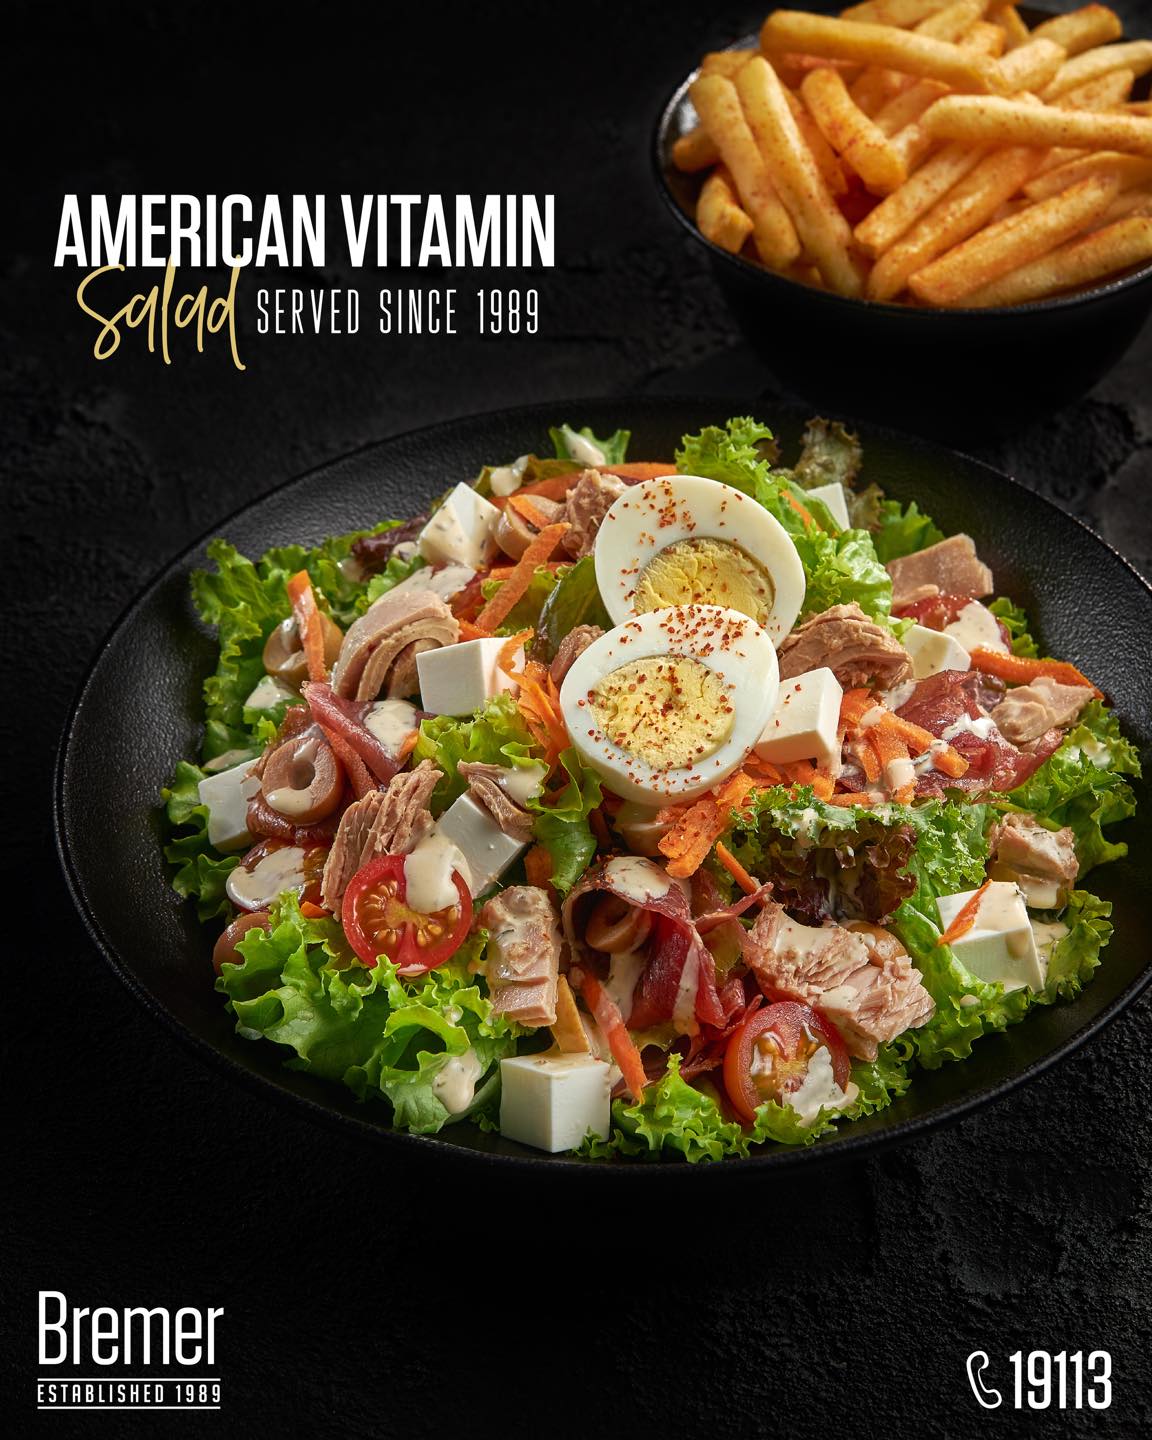 AMERICAN VITAMIN
Salad SERVED SINCE 1989
Bremer
ESTABLISHED 1989
19113